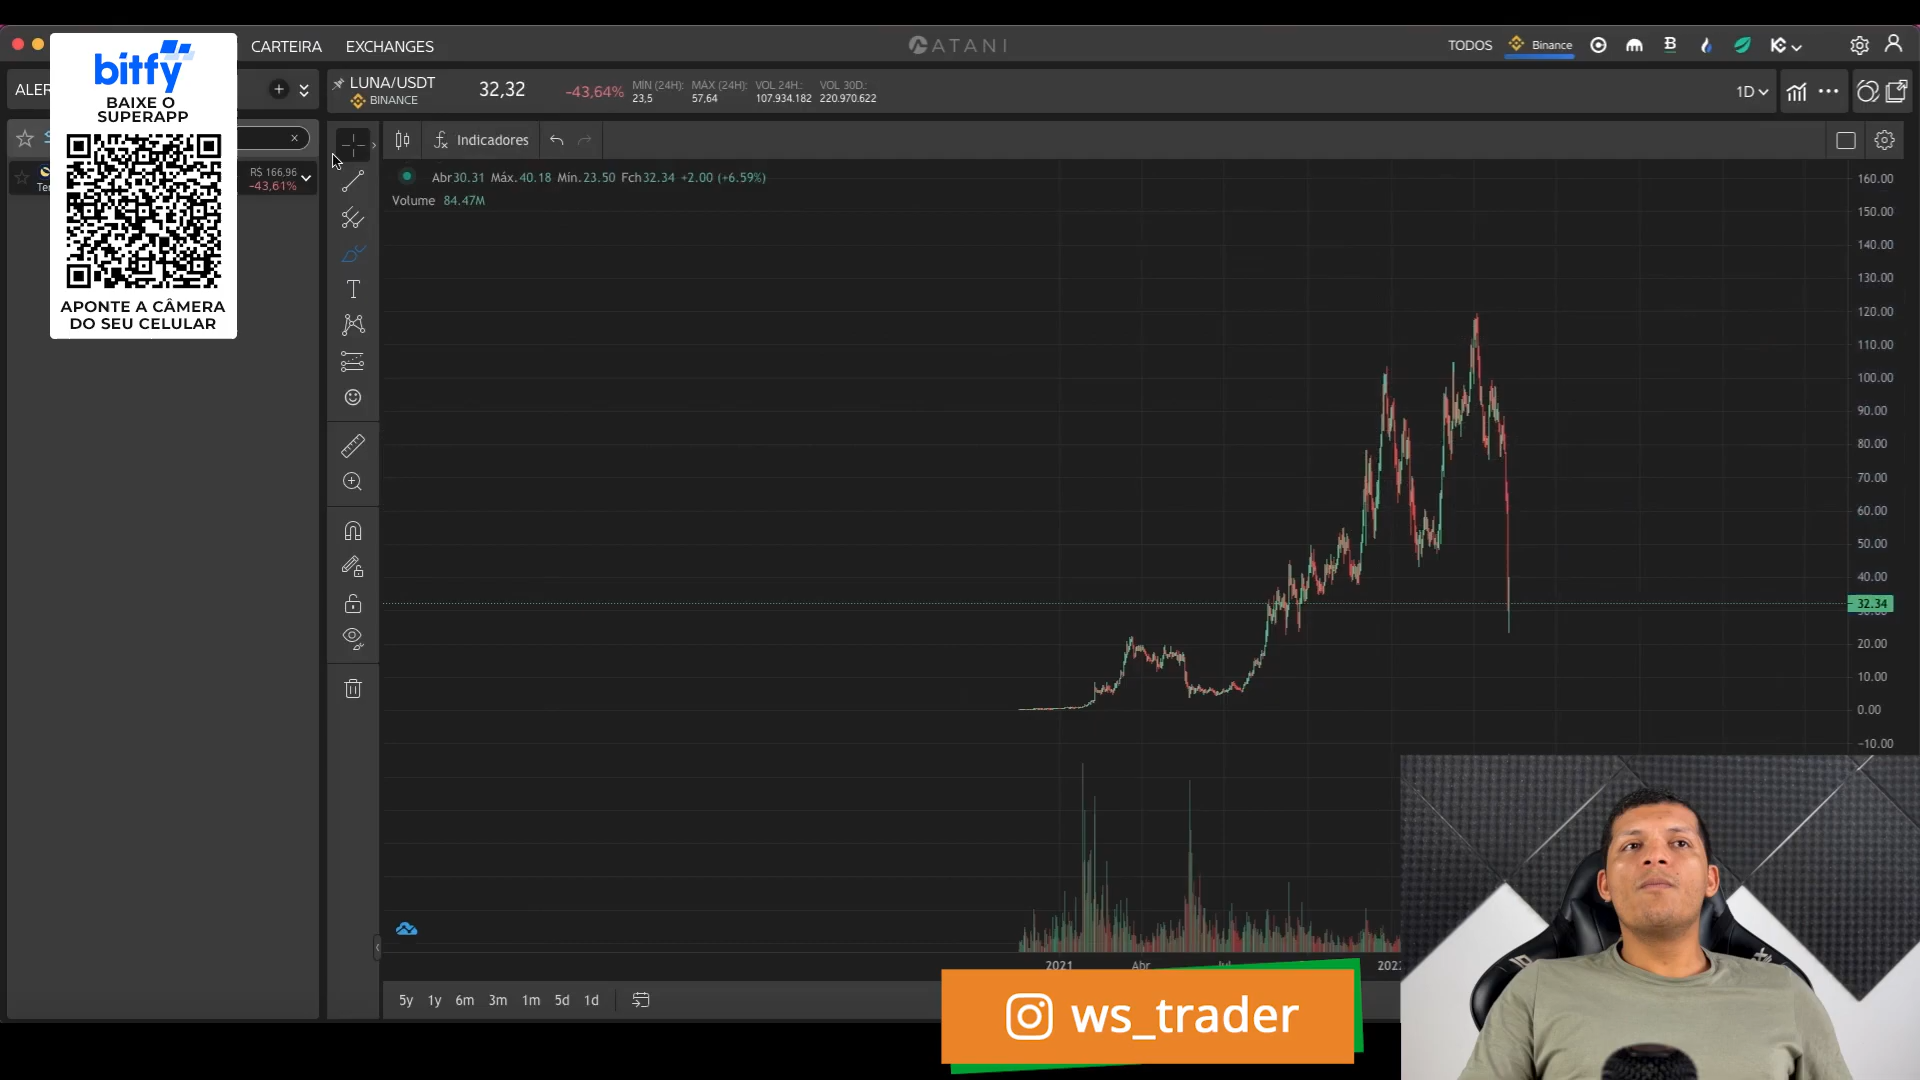 CARTEIRA
EXCHANGES
ATANI
TODOS
Binance
bitfy
BAIXE O
SUPERAPP
APONTE A CÂMERA
DO SEU CELULAR
ALER
R$ 166,96
-43,61%
LUNA/USDT
BINANCE
32,32
-43,64%
MÍN (24H):
23,5
MÁX (24H):
57,64
VOL 24H:
107.934.182
VOL 30D:
220.970.622
1D
Indicadores
Abr30.31 Máx.40.18 Mín.23.50 Fch32.34 +2.00 (+6.59%)
Volume 84.47M
160.00
150.00
140.00
130.00
120.00
110.00
100.00
90.00
80.00
70.00
60.00
50.00
40.00
32.34
20.00
10.00
0.00
−10.00
2021
Abr
2022
5y 1y 6m 3m 1m 5d 1d
ws_trader